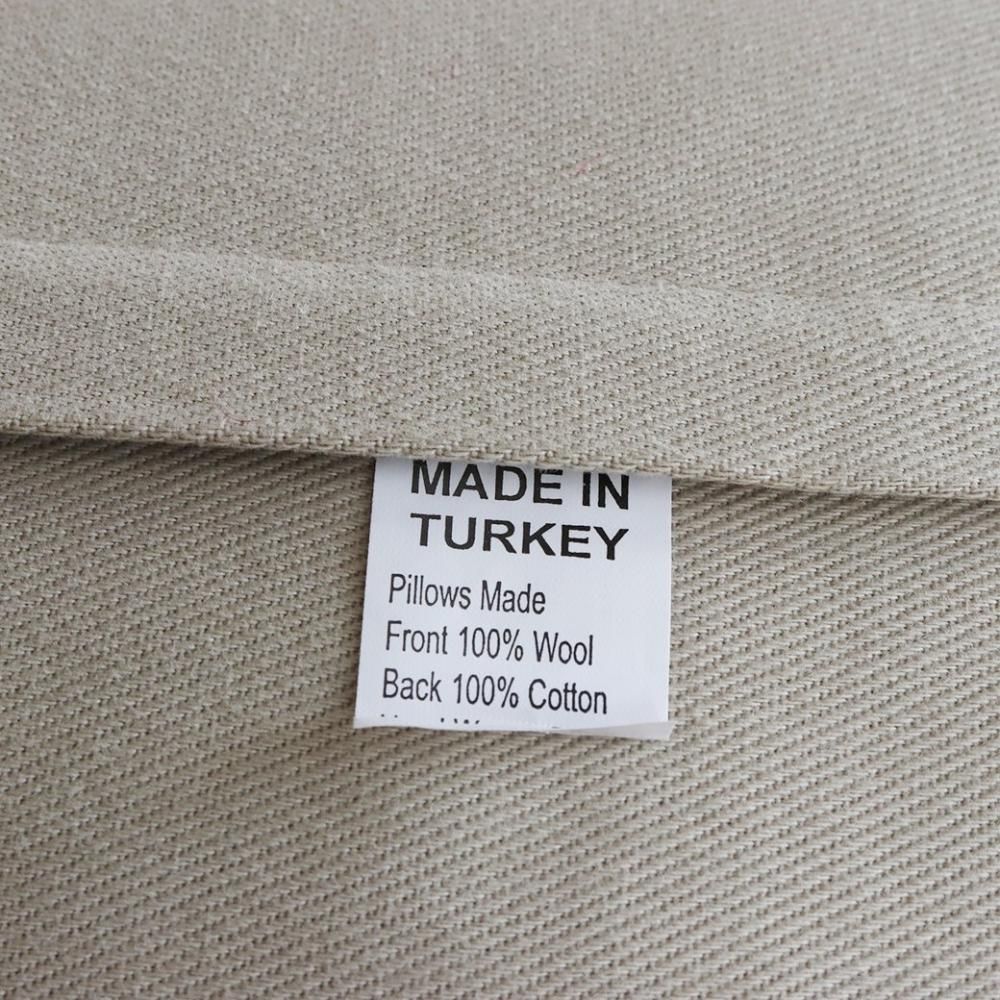 MADE IN
TURKEY
Pillows Made
Front 100% Wool
Back 100% Cotton